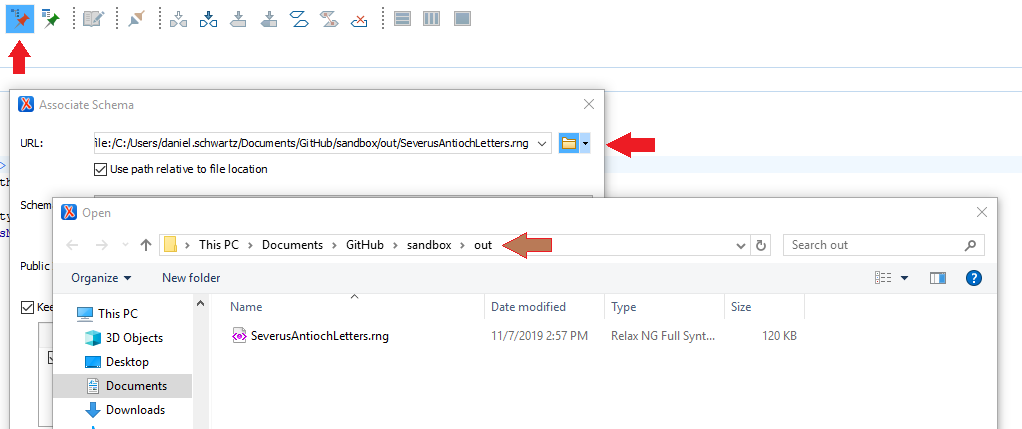 Associate Schema
URL:
ile:/C:/Users/daniel.schwartz/Documents/GitHub/sandbox/out/SeverusAntiochLetters.rng
Use path relative to file location
Schem
Open
This PC > Documents > GitHub > sandbox > out
Search out
Public
Organize
New folder
Kee
Name
Date modified
Type
Size
This PC
SeverusAntiochLetters.rng
11/7/2019 2:57 PM
Relax NG Full Synt...
120 KB
3D Objects
Desktop
Documents
Downloads